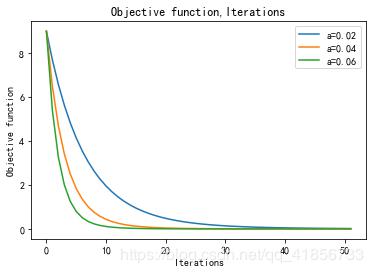 Objective function,Iterations
a=0.02
a=0.04
a=0.06
8
6
4
2
0
Objective function
0 10 20 30 40 50
Iterations
https://blog.csdn.net/qq_41856733